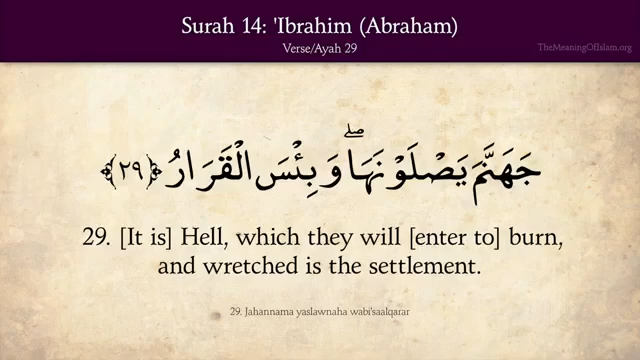 Surah 14: 'Ibrahim (Abraham)
Verse/Ayah 29
TheMeaningOfIslam.org
جَهَنَّمَ يَصْلَوْنَهَا ۖ وَبِئْسَ الْقَرَارُ ﴿٢٩﴾
29. [It is] Hell, which they will [enter to] burn,
and wretched is the settlement.
29. Jahannama yaslawnaha wabi'saalqarar